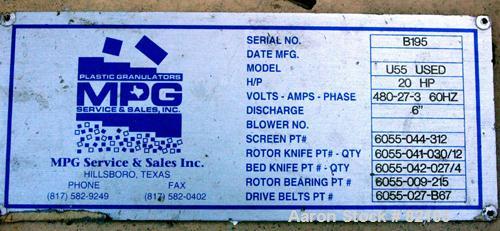 PLASTIC GRANULATORS
MPG
SERVICE & SALES, INC.
MPG Service & Sales Inc.
HILLSBORO, TEXAS
PHONE FAX
(817) 582-9249 (817) 582-0402
SERIAL NO. B195
DATE MFG.
MODEL U55 USED
H/P 20 HP
VOLTS - AMPS - PHASE 480-27-3 60HZ
DISCHARGE 6"
BLOWER NO.
SCREEN PT# 6055-044-312
ROTOR KNIFE PT# - QTY 6055-041-030/12
BED KNIFE PT# - QTY 6055-042-027/4
ROTOR BEARING PT # 6055-009-215
DRIVE BELTS PT# 6055-027-B67
Aaron Stock #